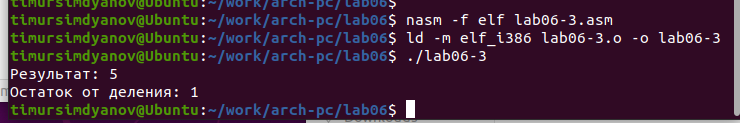 timursimdyanov@Ubuntu:~/work/arch-pc/lab06$ nasm -f elf lab06-3.asm
timursimdyanov@Ubuntu:~/work/arch-pc/lab06$ ld -m elf_i386 lab06-3.o -o lab06-3
timursimdyanov@Ubuntu:~/work/arch-pc/lab06$ ./lab06-3
Результат: 5
Остаток от деления: 1
timursimdyanov@Ubuntu:~/work/arch-pc/lab06$